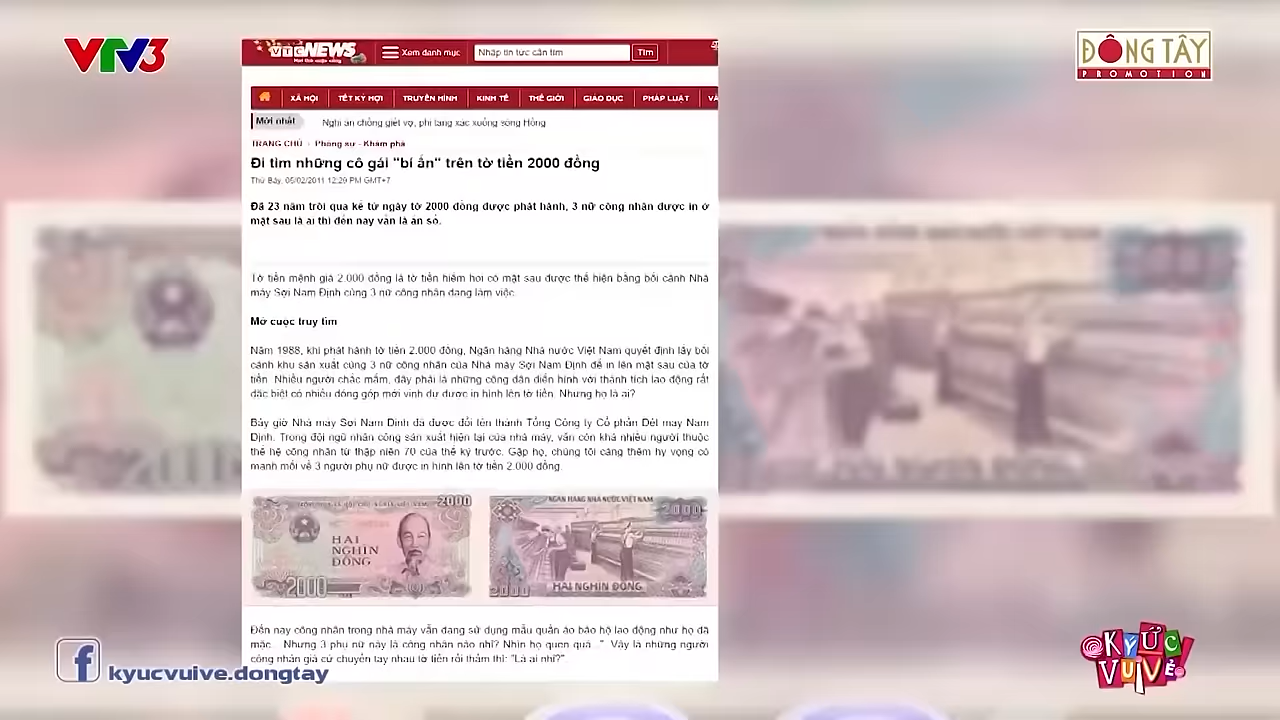 VTV3
ĐÔNG TÂY
PROMOTION
VTC NEWS
Xem danh mục
Nhập tin tức cần tìm
Tìm
XÃ HỘI
TẾT KỶ HỢI
TRUYỀN HÌNH
KINH TẾ
THẾ GIỚI
GIÁO DỤC
PHÁP LUẬT
Mới nhất
Nghi án chồng giết vợ, phi tang xác xuống sông Hồng
TRANG CHỦ › Phóng sự - Khám phá
Đi tìm những cô gái "bí ẩn" trên tờ tiền 2000 đồng
Thứ Bảy, 05/02/2011 12:29 PM GMT+7
Đã 23 năm trôi qua kể từ ngày tờ 2000 đồng được phát hành, 3 nữ công nhân được in ở
mặt sau là ai thì đến nay vẫn là ẩn số.
Tờ tiền mệnh giá 2.000 đồng là tờ tiền hiếm hoi có mặt sau được thể hiện bằng bối cảnh Nhà
máy Sợi Nam Định cùng 3 nữ công nhân đang làm việc.
Mở cuộc truy tìm
Năm 1988, khi phát hành tờ tiền 2.000 đồng, Ngân hàng Nhà nước Việt Nam quyết định lấy bối
cảnh khu sản xuất cùng 3 nữ công nhân của Nhà máy Sợi Nam Định để in lên mặt sau của tờ
tiền. Nhiều người chắc mẩm, đây phải là những công dân điển hình với thành tích lao động rất
đặc biệt có nhiều đóng góp mới vinh dự được in hình lên tờ tiền. Nhưng họ là ai?
Bây giờ Nhà máy Sợi Nam Định đã được đổi tên thành Tổng Công ty Cổ phần Dệt may Nam
Định. Trong đội ngũ nhân công sản xuất hiện tại của nhà máy, vẫn còn khá nhiều người thuộc
thế hệ công nhân từ thập niên 70 của thế kỷ trước. Gặp họ, chúng tôi càng thêm hy vọng có
manh mối về 3 người phụ nữ được in hình lên tờ tiền 2.000 đồng.
2000
HAI
NGHÌN
ĐỒNG
2000
NGÂN HÀNG NHÀ NƯỚC VIỆT NAM
2000
2000
HAI NGHÌN ĐỒNG
Đến nay công nhân trong nhà máy vẫn đang sử dụng mẫu quần áo bảo hộ lao động như họ đã
mặc... Nhưng 3 phụ nữ này là công nhân nào nhỉ? Nhìn họ quen quá..." Vậy là những người
công nhân già cứ chuyền tay nhau tờ tiền rồi thầm thì: "Là ai nhỉ?"
kyucvuive.dongtay
KÝ ỨC
VUI VẺ